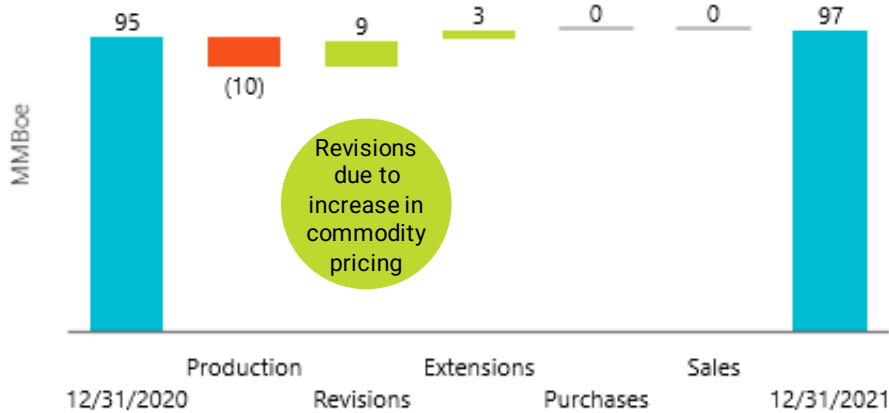 95
(10)
9
3
0
0
97
MMBoe
Revisions
due to
increase in
commodity
pricing
Production
Extensions
Sales
12/31/2020
Revisions
Purchases
12/31/2021